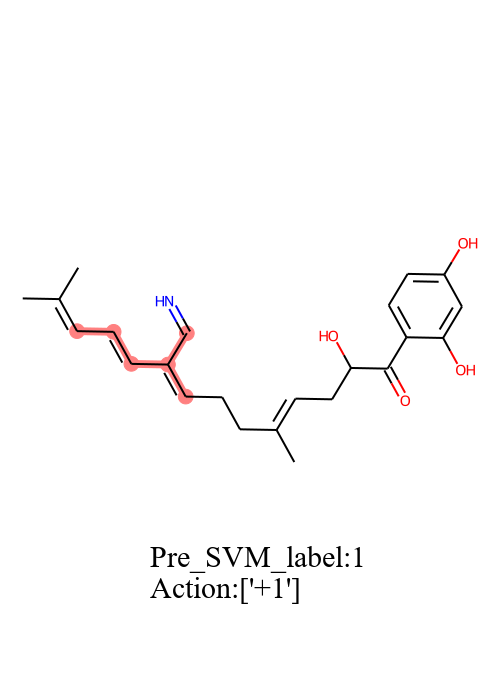 OH
HN
HO
OH
O
Pre_SVM_label:1
Action:['+1']